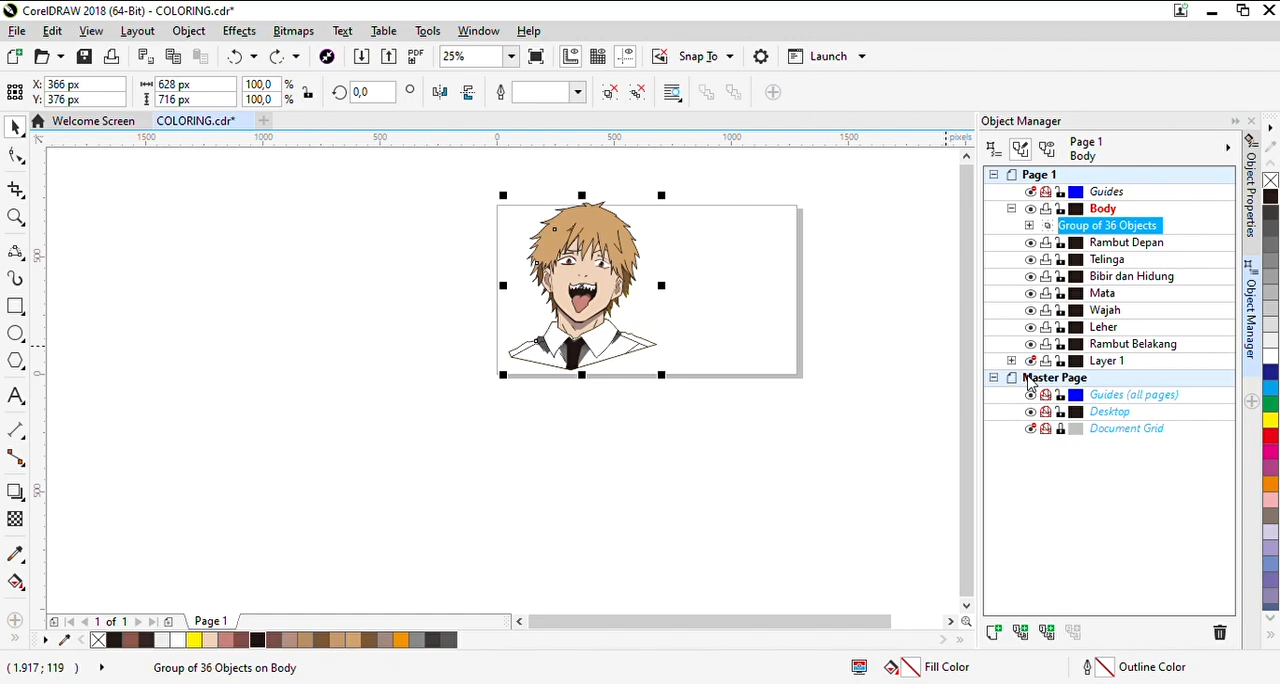 CorelDRAW 2018 (64-Bit) - COLORING.cdr*
File Edit View Layout Object Effects Bitmaps Text Table Tools Window Help
PDF 25% Snap To Launch
X: 366 px 628 px 100,0 % 0,0
Y: 376 px 716 px 100,0 %
Welcome Screen COLORING.cdr*
1500 1000 500 0 500 1000 1500 pixels
500
0
500
Object Manager
Page 1
Body
Page 1
Guides
Body
Group of 36 Objects
Rambut Depan
Telinga
Bibir dan Hidung
Mata
Wajah
Leher
Rambut Belakang
Layer 1
Master Page
Guides (all pages)
Desktop
Document Grid
Object Properties
Object Manager
1 of 1 Page 1
(1.917; 119 ) Group of 36 Objects on Body Fill Color Outline Color